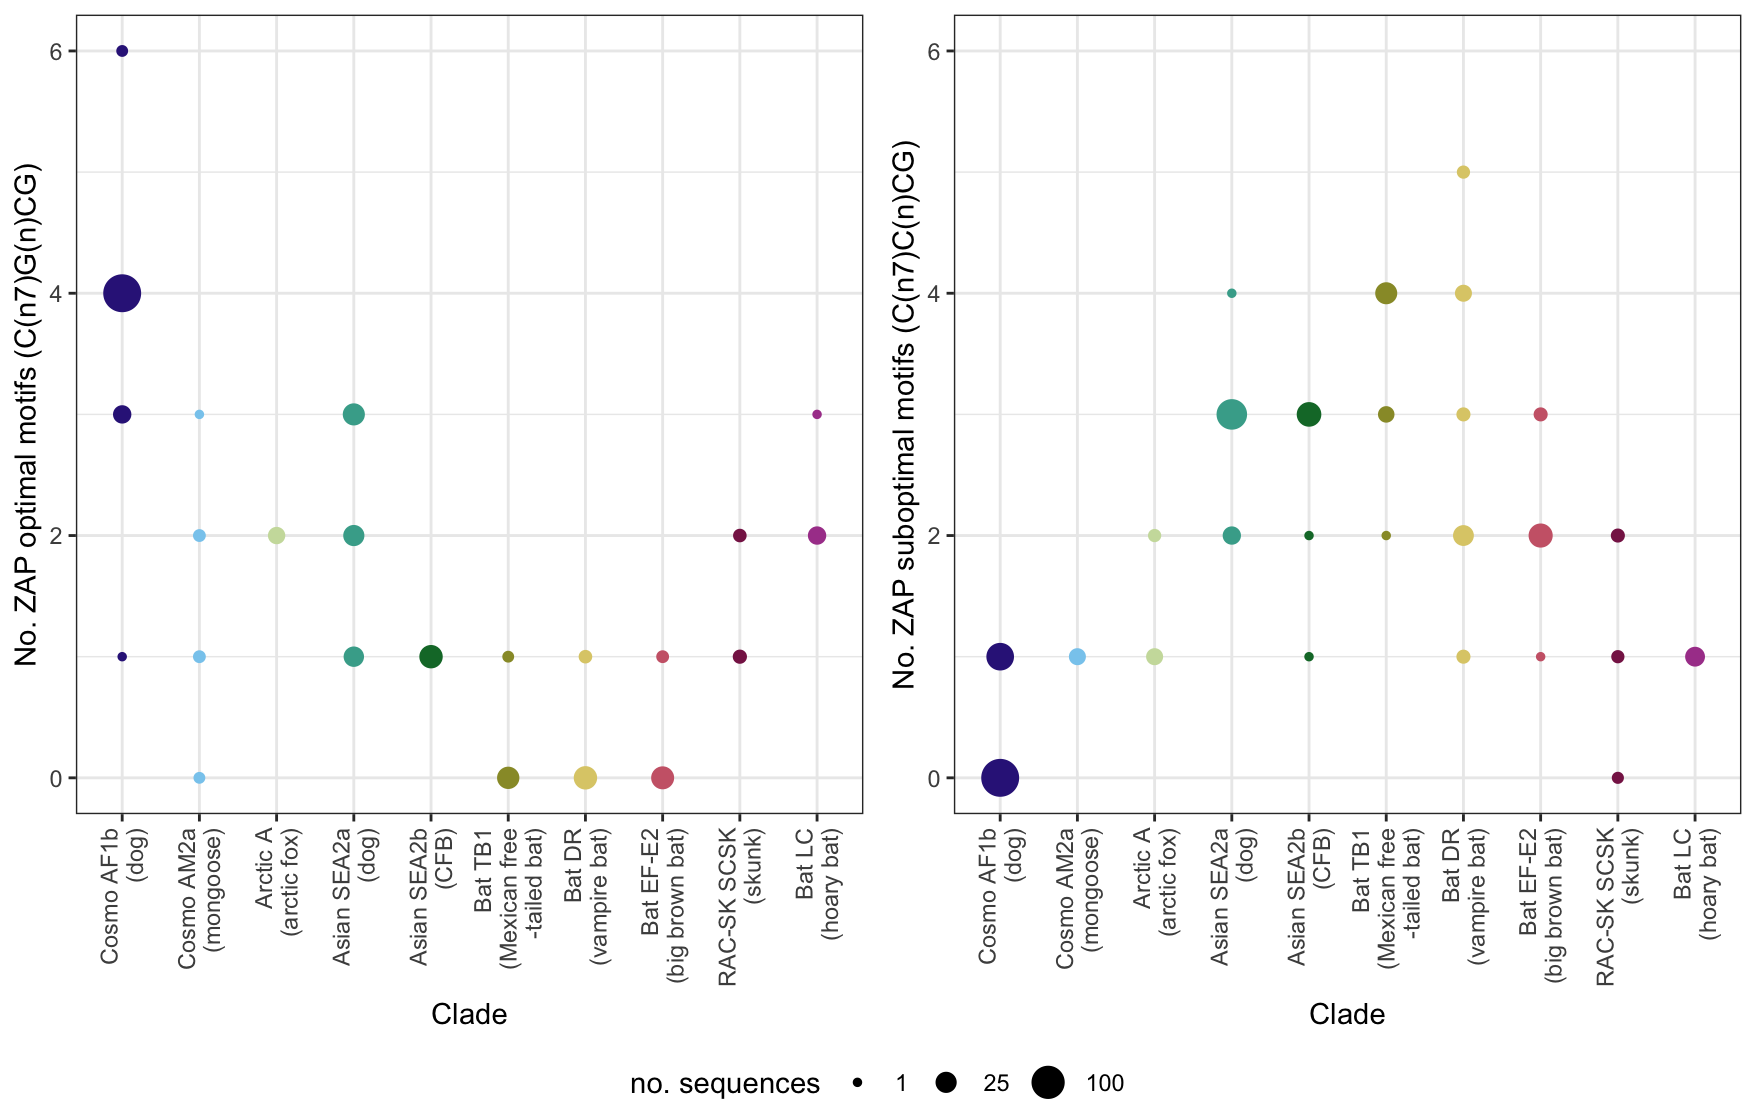 No. ZAP optimal motifs (C(n7)G(n)CG)
6
4
2
0
Cosmo AF1b
(dog)
Cosmo AM2a
(mongoose)
Arctic A
(arctic fox)
Asian SEA2a
(dog)
Asian SEA2b
(CFB)
Bat TB1
(Mexican free
-tailed bat)
Bat DR
(vampire bat)
Bat EF-E2
(big brown bat)
RAC-SK SCSK
(skunk)
Bat LC
(hoary bat)
Clade
No. ZAP suboptimal motifs (C(n7)C(n)CG)
6
4
2
0
Cosmo AF1b
(dog)
Cosmo AM2a
(mongoose)
Arctic A
(arctic fox)
Asian SEA2a
(dog)
Asian SEA2b
(CFB)
Bat TB1
(Mexican free
-tailed bat)
Bat DR
(vampire bat)
Bat EF-E2
(big brown bat)
RAC-SK SCSK
(skunk)
Bat LC
(hoary bat)
Clade
no. sequences 1 25 100